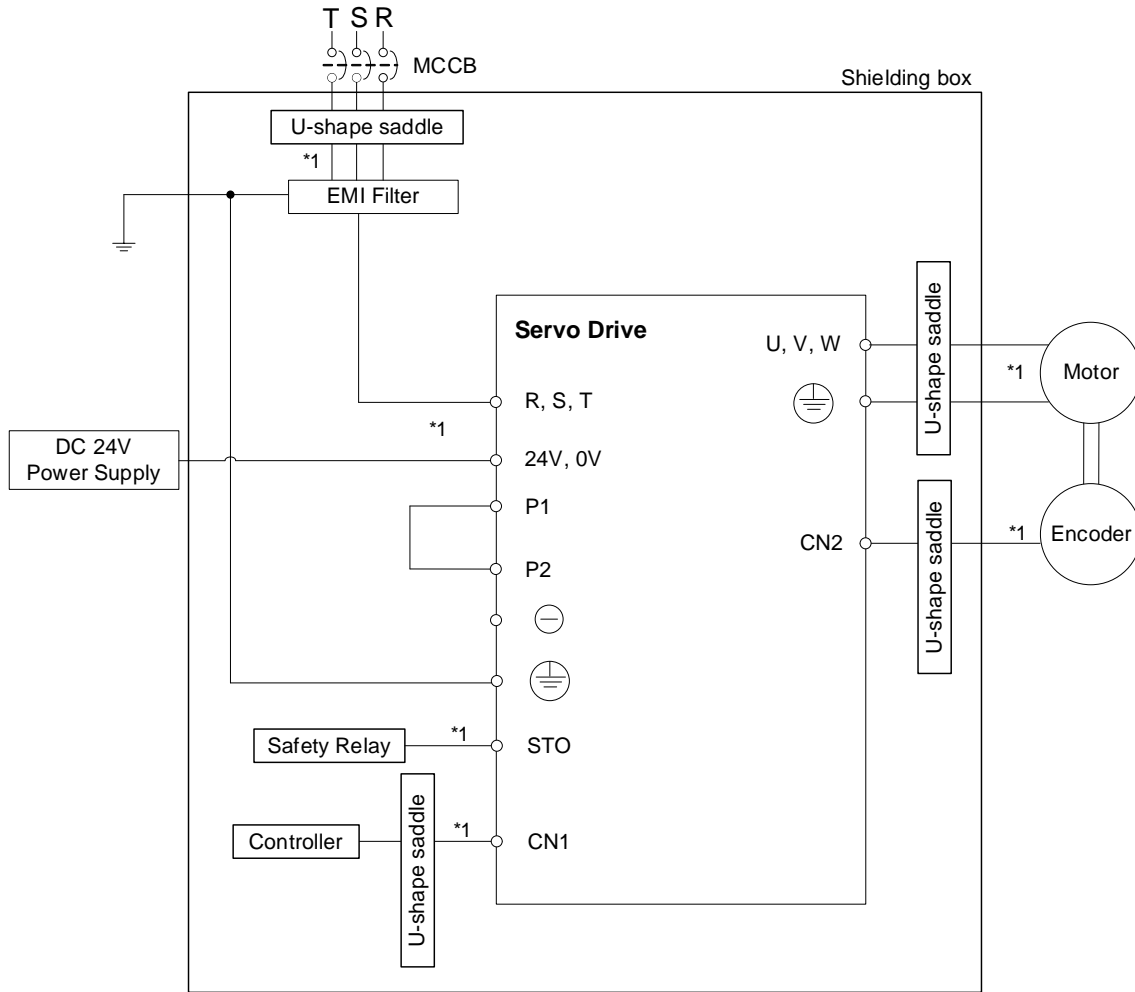 T S R
MCCB
Shielding box
U-shape saddle
*1
EMI Filter
Servo Drive
U, V, W
U-shape saddle
*1
Motor
R, S, T
*1
DC 24V
Power Supply
24V, 0V
P1
P2
CN2
U-shape saddle
*1
Encoder
Safety Relay
*1
STO
Controller
U-shape saddle
*1
CN1